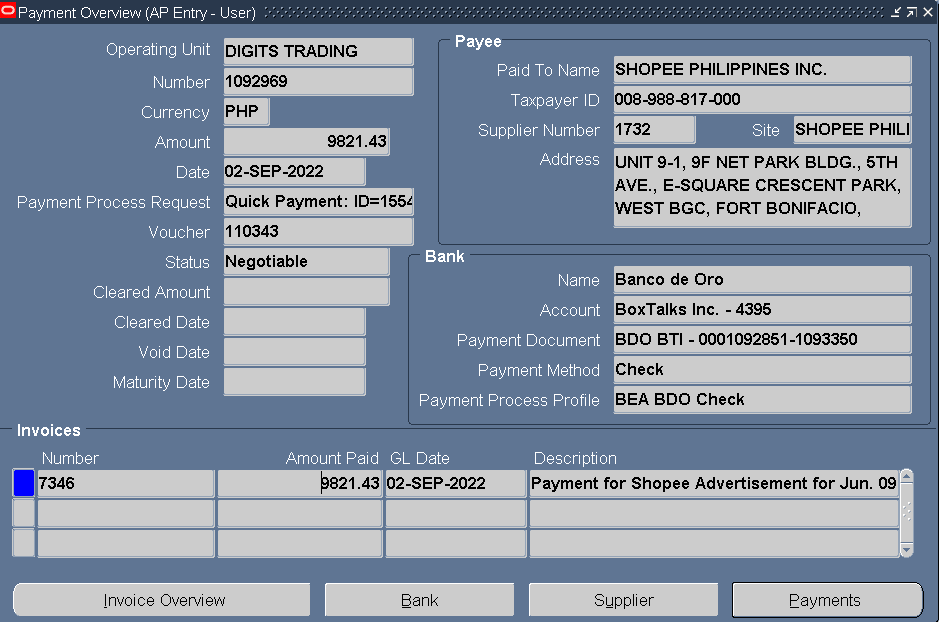 Payment Overview (AP Entry - User)
Operating Unit DIGITS TRADING
Number 1092969
Currency PHP
Amount 9821.43
Date 02-SEP-2022
Payment Process Request Quick Payment: ID=1554
Voucher 110343
Status Negotiable
Cleared Amount
Cleared Date
Void Date
Maturity Date
Payee
Paid To Name SHOPEE PHILIPPINES INC.
Taxpayer ID 008-988-817-000
Supplier Number 1732 Site SHOPEE PHILI
Address UNIT 9-1, 9F NET PARK BLDG., 5TH
AVE., E-SQUARE CRESCENT PARK,
WEST BGC, FORT BONIFACIO,
Bank
Name Banco de Oro
Account BoxTalks Inc. - 4395
Payment Document BDO BTI - 0001092851-1093350
Payment Method Check
Payment Process Profile BEA BDO Check
Invoices
Number Amount Paid GL Date Description
7346 9821.43 02-SEP-2022 Payment for Shopee Advertisement for Jun. 09
Invoice Overview Bank Supplier Payments